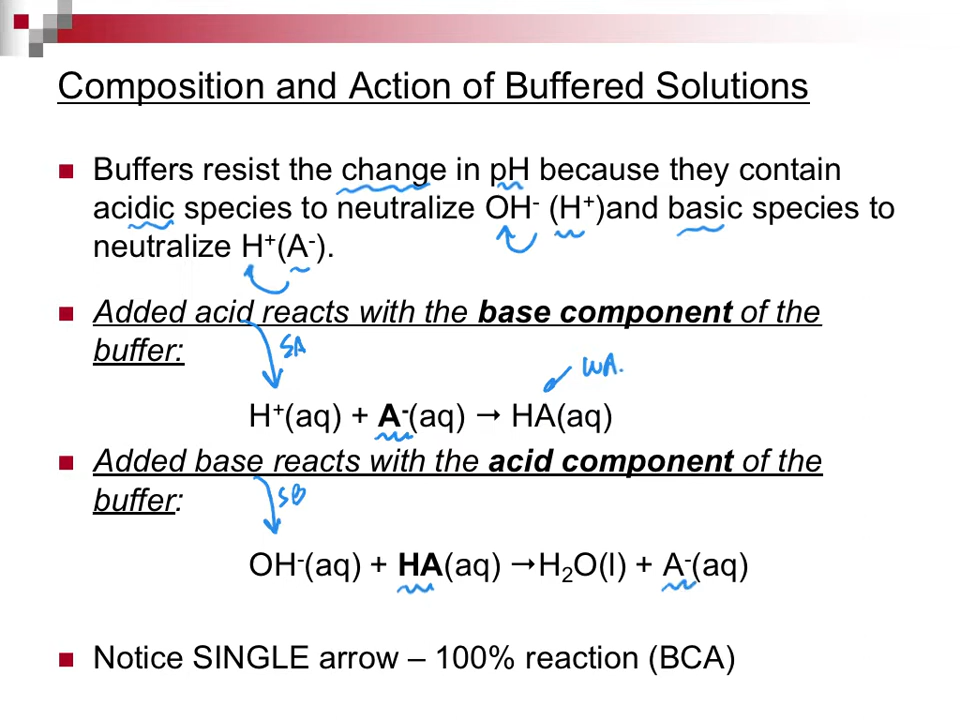 Composition and Action of Buffered Solutions
Buffers resist the change in pH because they contain
acidic species to neutralize OH⁻ (H⁺)and basic species to
neutralize H⁺(A⁻).
Added acid reacts with the base component of the
buffer:
SA
WA.
H⁺(aq) + A⁻(aq) → HA(aq)
Added base reacts with the acid component of the
buffer:
SB
OH⁻(aq) + HA(aq) →H₂O(l) + A⁻(aq)
Notice SINGLE arrow – 100% reaction (BCA)